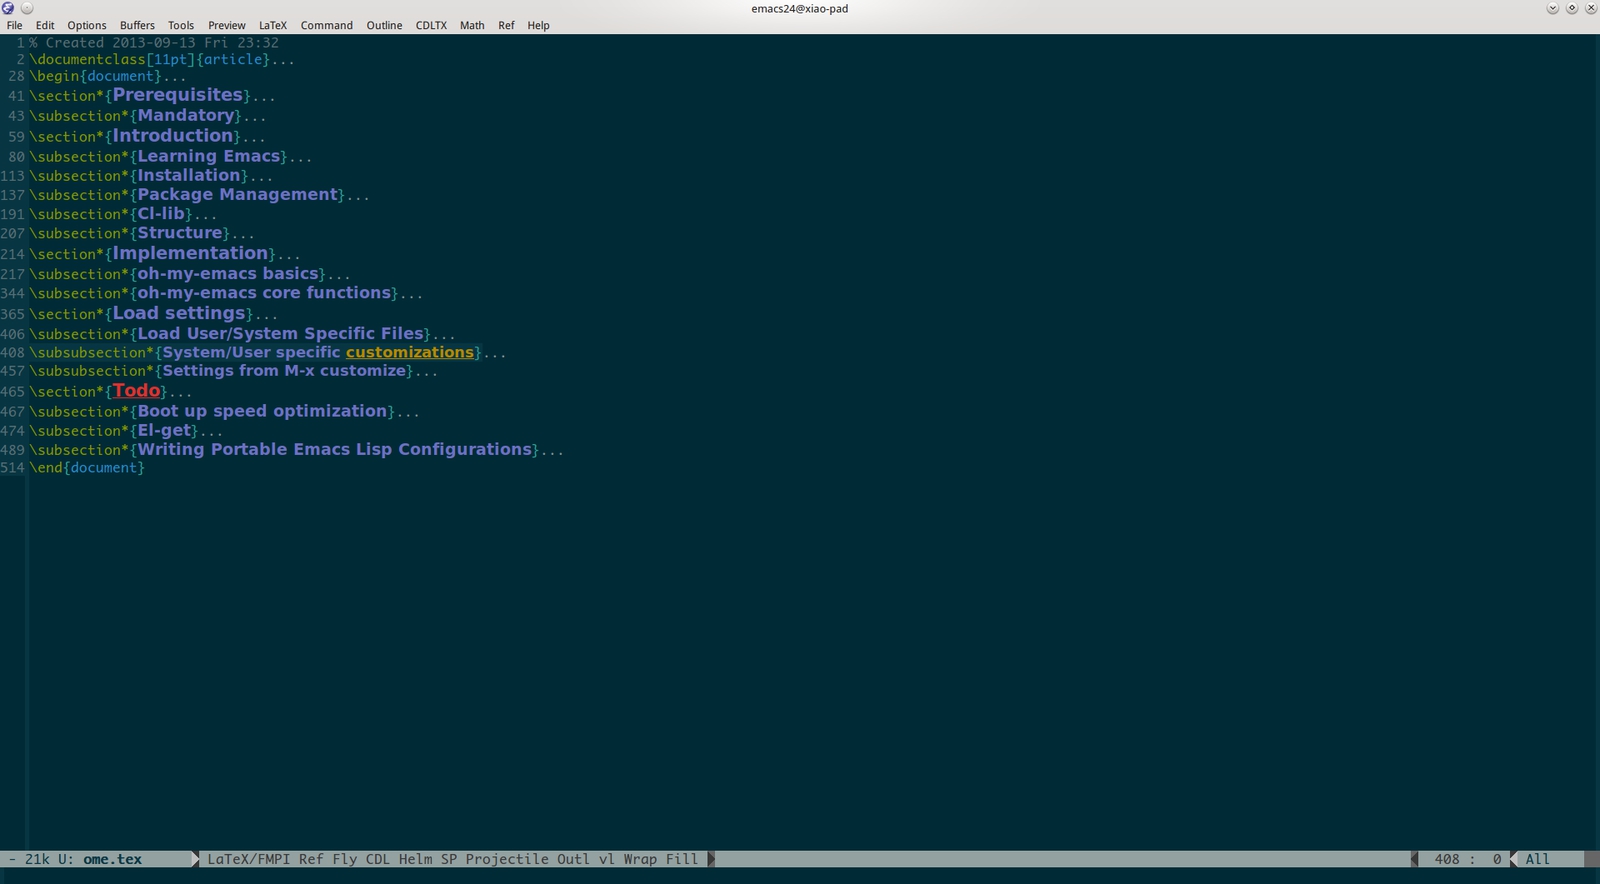 emacs24@xiao-pad
File Edit Options Buffers Tools Preview LaTeX Command Outline CDLTX Math Ref Help
1 % Created 2013-09-13 Fri 23:32
2 \documentclass[11pt]{article}...
28 \begin{document}...
41 \section*{Prerequisites}...
43 \subsection*{Mandatory}...
59 \section*{Introduction}...
80 \subsection*{Learning Emacs}...
113 \subsection*{Installation}...
137 \subsection*{Package Management}...
191 \subsection*{Cl-lib}...
207 \subsection*{Structure}...
214 \section*{Implementation}...
217 \subsection*{oh-my-emacs basics}...
344 \subsection*{oh-my-emacs core functions}...
365 \section*{Load settings}...
406 \subsection*{Load User/System Specific Files}...
408 \subsubsection*{System/User specific customizations}...
457 \subsubsection*{Settings from M-x customize}...
465 \section*{Todo}...
467 \subsection*{Boot up speed optimization}...
474 \subsection*{El-get}...
489 \subsection*{Writing Portable Emacs Lisp Configurations}...
514 \end{document}
- 21k U: ome.tex LaTeX/FMPI Ref Fly CDL Helm SP Projectile Outl vl Wrap Fill 408 : 0 All